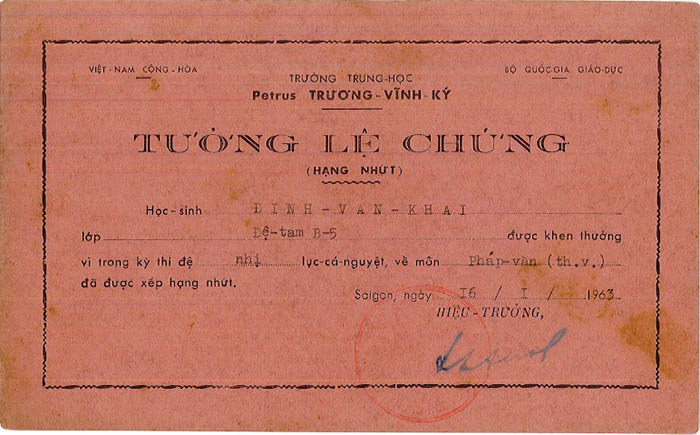 VIỆT-NAM CỘNG-HÒA
BỘ QUỐC-GIA GIÁO-DỤC
TRƯỜNG TRUNG-HỌC
Petrus TRƯƠNG-VĨNH-KÝ
TƯỞNG LỆ CHỨNG
(HẠNG NHỨT)
Học-sinh ĐINH-VAN-KHAI
lớp Đệ-tam B-5 được khen thưởng
vì trong kỳ thi đệ nhị lục-cá-nguyệt, về môn Pháp-văn (th.v.)
đã được xếp hạng nhứt.
Saigon, ngày I6 / I / 1963
HIỆU-TRƯỞNG,